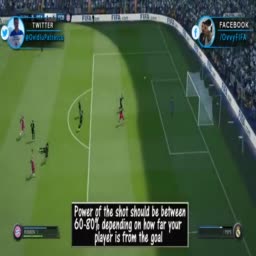 TWITTER
FACEBOOK
/OvvyFIFA
Power of the shot should be between
60-80% depending on how far your
player is from the goal